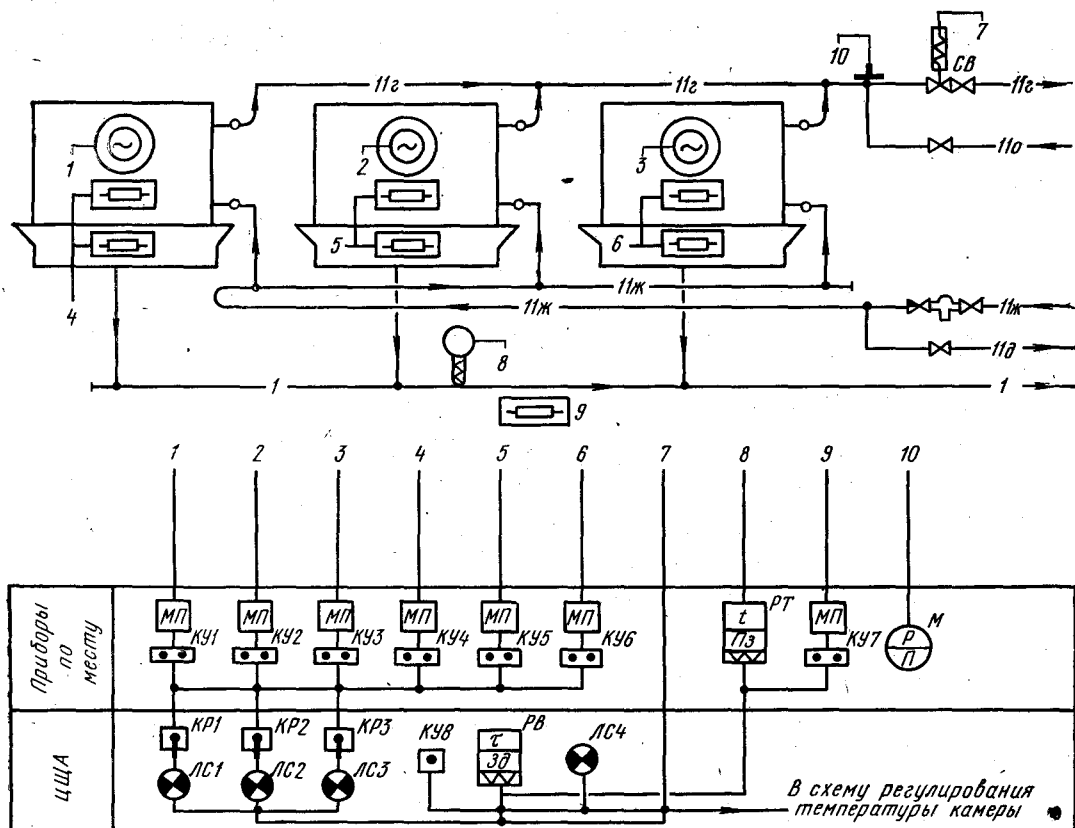 7
10
СВ
11г
11г
11г
1
2
3
11о
4
5
6
11ж
11ж
11ж
11д
8
1
1
9
1 2 3 4 5 6 7 8 9 10
Приборы по месту
МП
МП
МП
МП
МП
МП
КУ1
КУ2
КУ3
КУ4
КУ5
КУ6
t
ПЗ
РТ
МП
КУ7
М
Р
П
ЦЩА
КР1
КР2
КР3
ЛС1
ЛС2
ЛС3
КУ8
τ
Зд
РВ
ЛС4
В схему регулирования
температуры камеры